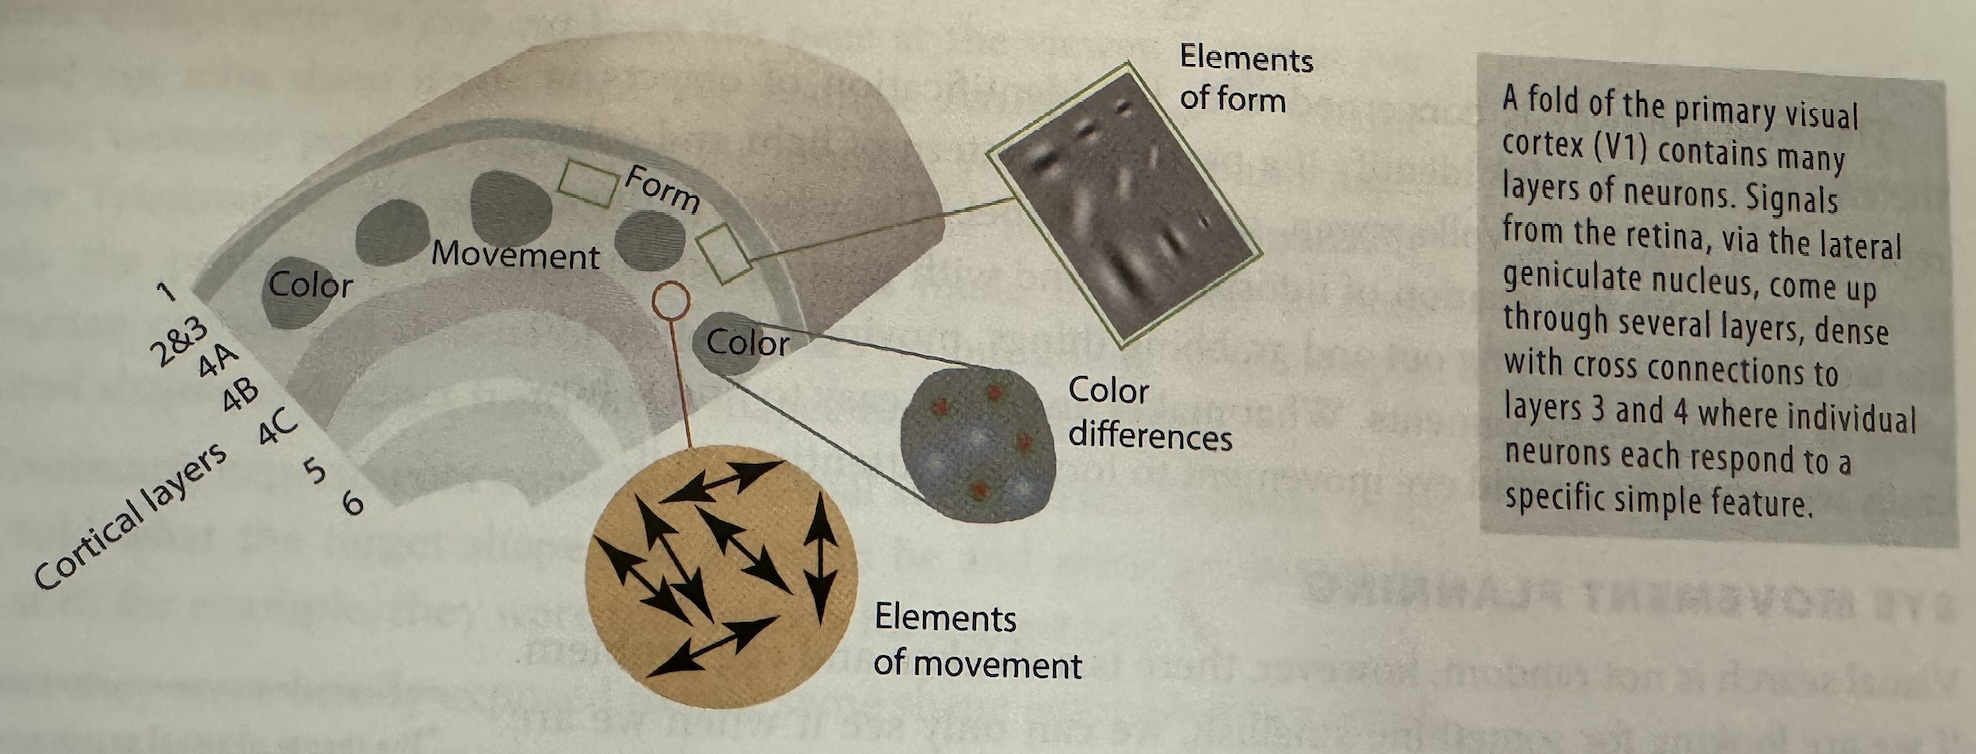 Elements
of form
Form
Movement
Color
Color
1
2&3
4A
4B
4C
5
6
Cortical layers
Color
differences
Elements
of movement
A fold of the primary visual
cortex (V1) contains many
layers of neurons. Signals
from the retina, via the lateral
geniculate nucleus, come up
through several layers, dense
with cross connections to
layers 3 and 4 where individual
neurons each respond to a
specific simple feature.
EYE MOVEMENT PLANNING